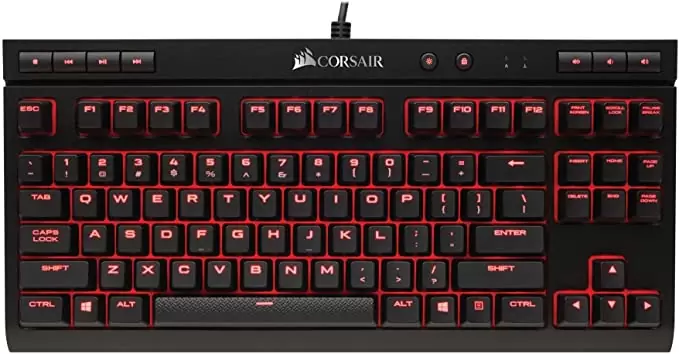 CORSAIR
ESC F1 F2 F3 F4 F5 F6 F7 F8 F9 F10 F11 F12 PRINT SCREEN SCROLL LOCK PAUSE BREAK
1 2 3 4 5 6 7 8 9 0 INSERT HOME PAGE UP
TAB Q W E R T Y U I O P DELETE END PAGE DOWN
CAPS LOCK A S D F G H J K L ENTER
SHIFT Z X C V B N M SHIFT
CTRL ALT ALT CTRL